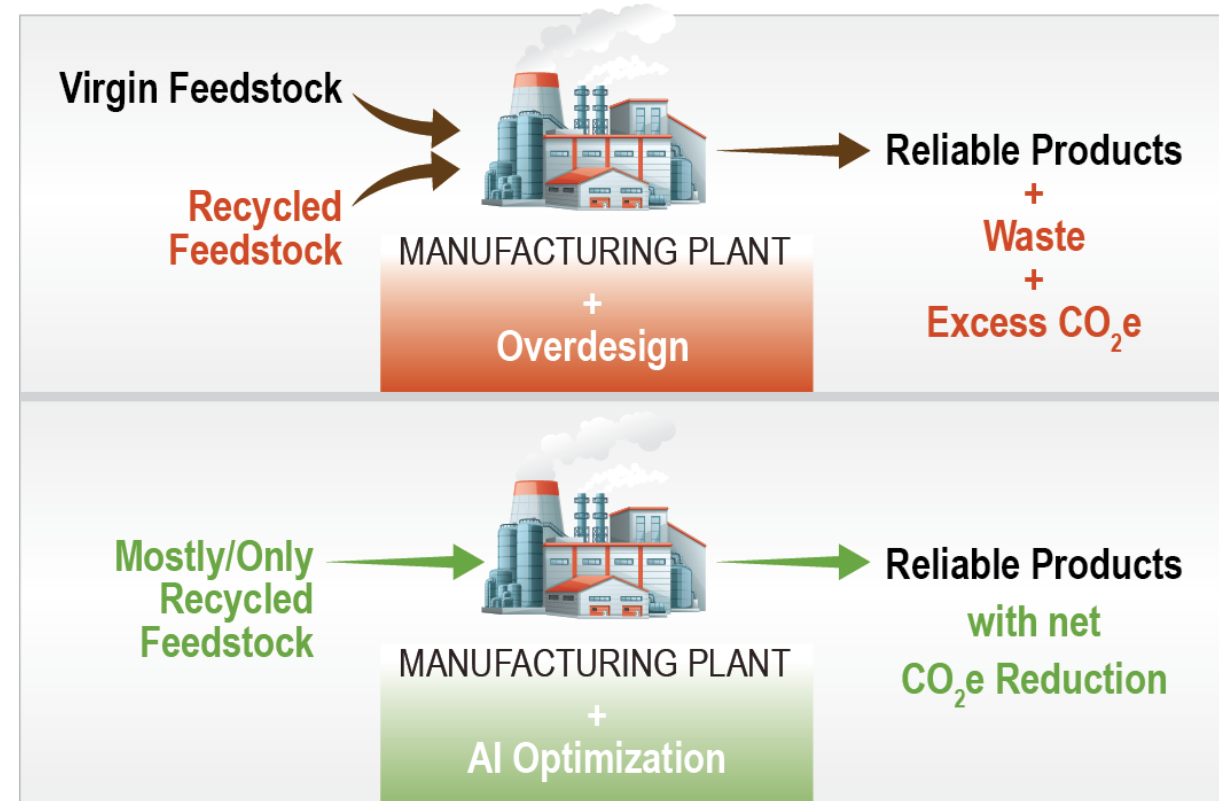 Virgin Feedstock
Recycled
Feedstock
MANUFACTURING PLANT
+
Overdesign
Reliable Products
+
Waste
+
Excess CO₂e
Mostly/Only
Recycled
Feedstock
MANUFACTURING PLANT
+
AI Optimization
Reliable Products
with net
CO₂e Reduction